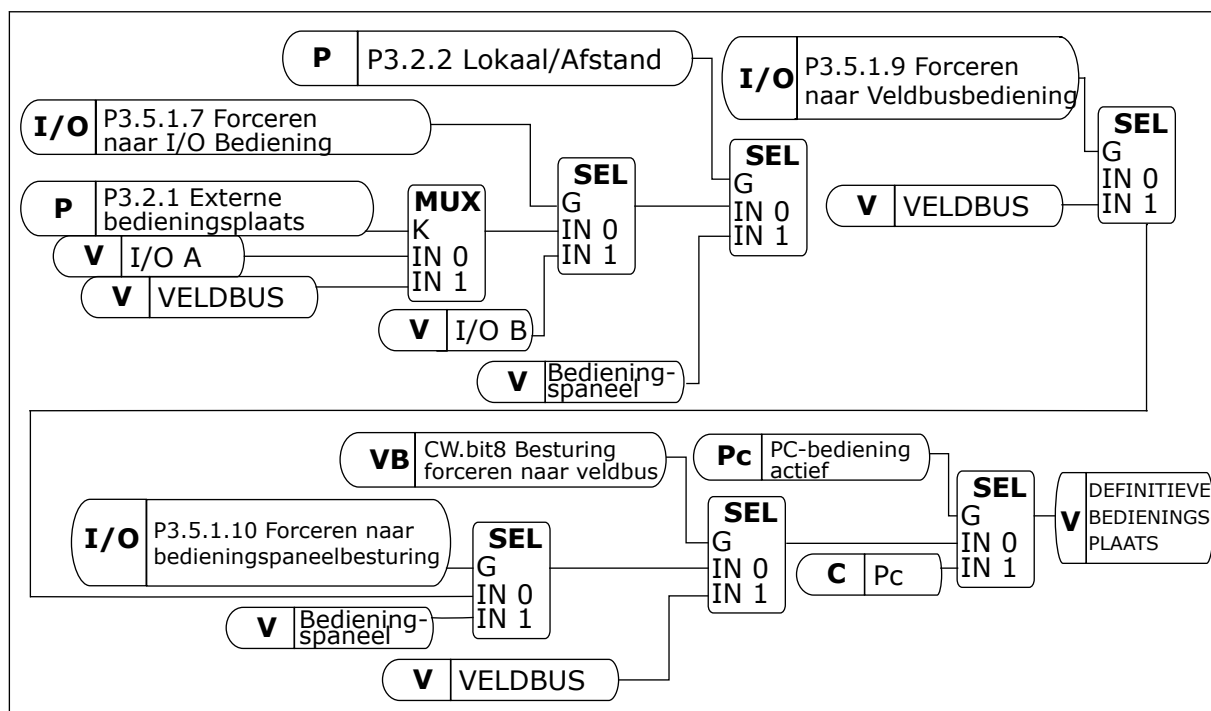 P P3.2.2 Lokaal/Afstand
I/O P3.5.1.9 Forceren
naar Veldbusbediening
I/O P3.5.1.7 Forceren
naar I/O Bediening
SEL
G
IN 0
IN 1
SEL
G
IN 0
IN 1
SEL
G
IN 0
IN 1
P P3.2.1 Externe
bedieningsplaats
MUX
K
IN 0
IN 1
V I/O A
V VELDBUS
V VELDBUS
V I/O B
V Bediening-
spaneel
VB CW.bit8 Besturing
forceren naar veldbus
Pc PC-bediening
actief
SEL
G
IN 0
IN 1
V DEFINITIEVE
BEDIENINGS
PLAATS
I/O P3.5.1.10 Forceren naar
bedieningspaneelbesturing
SEL
G
IN 0
IN 1
SEL
G
IN 0
IN 1
C Pc
V Bediening-
spaneel
V VELDBUS